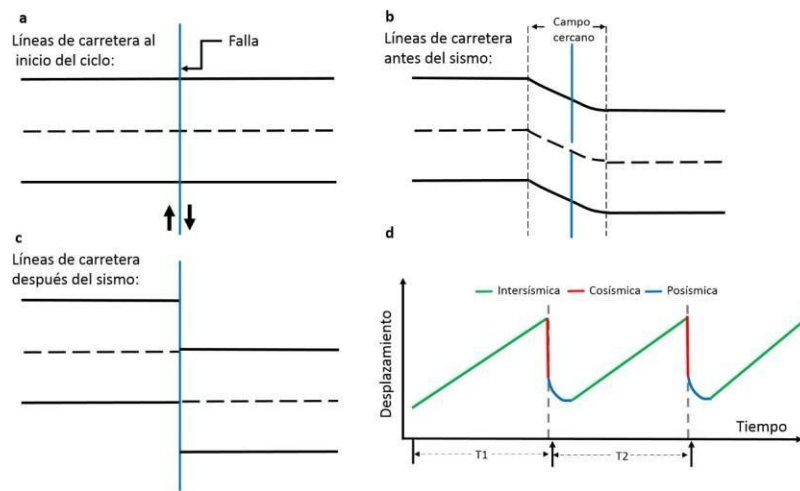 a
Líneas de carretera al
inicio del ciclo:
Falla
b
Líneas de carretera
antes del sismo:
Campo
cercano
c
Líneas de carretera
después del sismo:
d
Intersísmica
Cosísmica
Posísmica
Desplazamiento
Tiempo
T1
T2